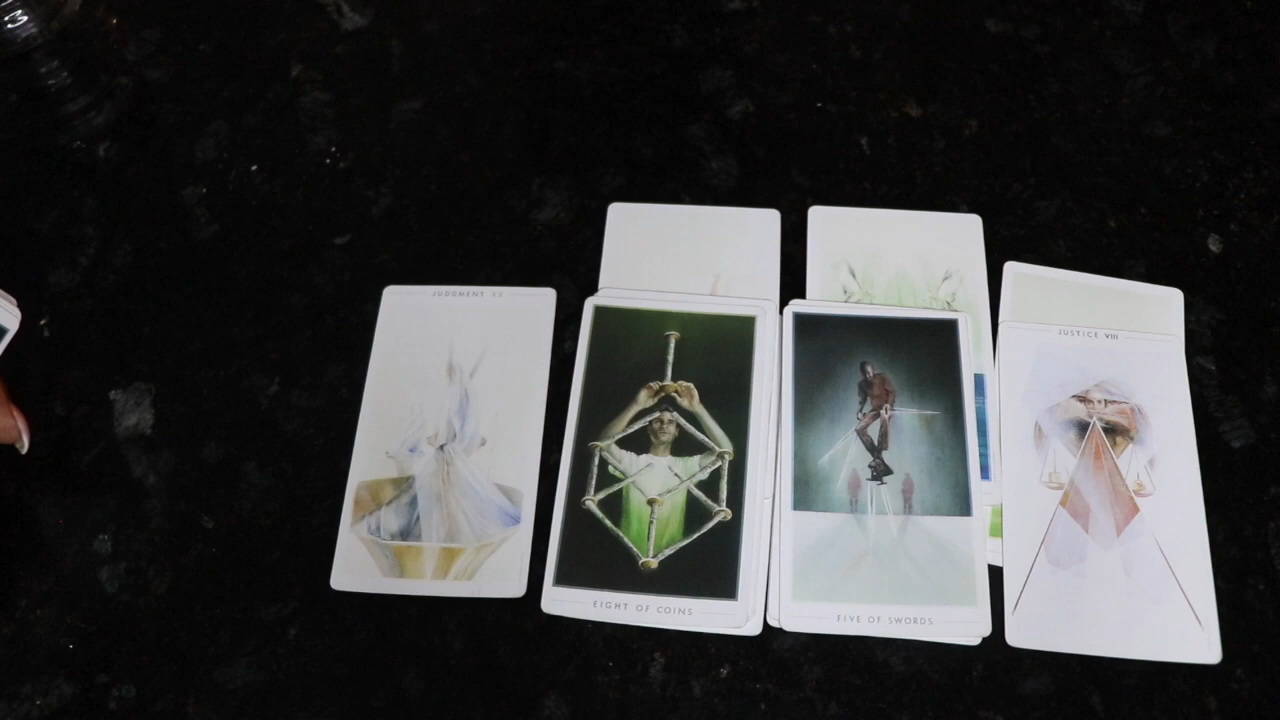 JUDGMENT XX
EIGHT OF COINS
FIVE OF SWORDS
JUSTICE VIII